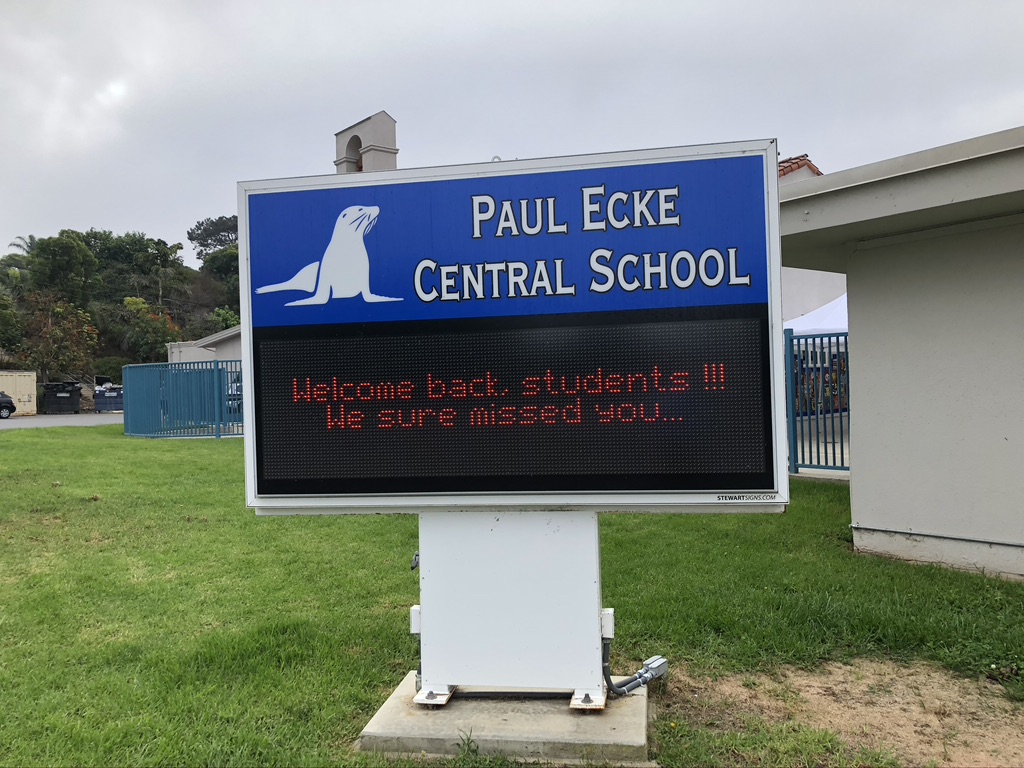 PAUL ECKE
CENTRAL SCHOOL
Welcome back, students !!!
We sure missed you...
STEWARTSIGNS.COM